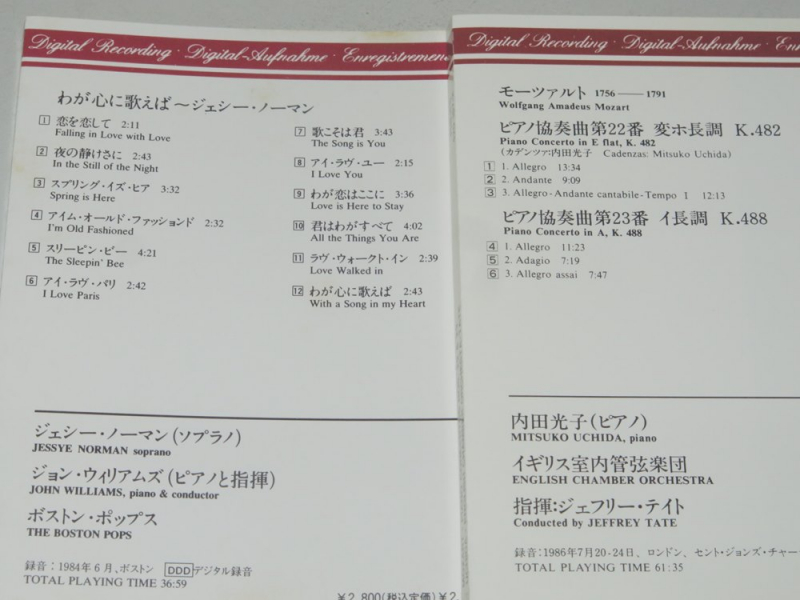 Digital Recording · Digital-Aufnahme · Enregistremen
わが心に歌えば〜ジェシー・ノーマン
1 恋を恋して 2:11
Falling in Love with Love
2 夜の静けさに 2:43
In the Still of the Night
3 スプリング・イズ・ヒア 3:32
Spring is Here
4 アイム・オールド・ファッションド 2:32
I'm Old Fashioned
5 スリーピン・ビー 4:21
The Sleepin' Bee
6 アイ・ラヴ・パリ 2:42
I Love Paris
7 歌こそは君 3:43
The Song is You
8 アイ・ラヴ・ユー 2:15
I Love You
9 わが恋はここに 3:36
Love is Here to Stay
10 君はわがすべて 4:02
All the Things You Are
11 ラヴ・ウォークト・イン 2:39
Love Walked in
12 わが心に歌えば 2:43
With a Song in my Heart
ジェシー・ノーマン(ソプラノ)
JESSYE NORMAN soprano
ジョン・ウィリアムズ(ピアノと指揮)
JOHN WILLIAMS, piano & conductor
ボストン・ポップス
THE BOSTON POPS
録音:1984年6月、ボストン DDD デジタル録音
TOTAL PLAYING TIME 36:59
¥2,800(税込定価)¥2
Digital Recording · Digital-Aufnahme · Enre
モーツァルト 1756——1791
Wolfgang Amadeus Mozart
ピアノ協奏曲第22番 変ホ長調 K.482
Piano Concerto in E flat, K. 482
(カデンツァ:内田光子 Cadenzas: Mitsuko Uchida)
1 1. Allegro 13:34
2 2. Andante 9:09
3 3. Allegro-Andante cantabile-Tempo 1 12:13
ピアノ協奏曲第23番 イ長調 K.488
Piano Concerto in A, K. 488
4 1. Allegro 11:23
5 2. Adagio 7:19
6 3. Allegro assai 7:47
内田光子(ピアノ)
MITSUKO UCHIDA, piano
イギリス室内管弦楽団
ENGLISH CHAMBER ORCHESTRA
指揮:ジェフリー・テイト
Conducted by JEFFREY TATE
録音:1986年7月20-24日、ロンドン、セント・ジョンズ・チャー
TOTAL PLAYING TIME 61:35